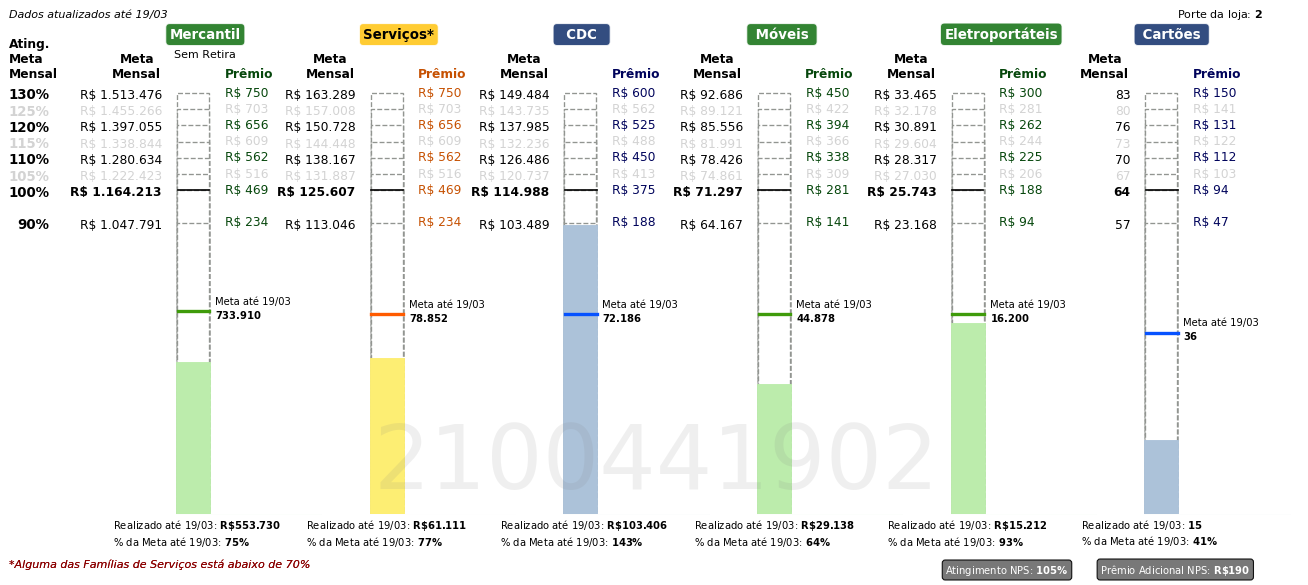 Dados atualizados até 19/03
Porte da loja: 2
Mercantil Serviços* CDC Móveis Eletroportáteis Cartões
Sem Retira
Ating. Meta Mensal
Meta Mensal Prêmio Meta Mensal Prêmio Meta Mensal Prêmio Meta Mensal Prêmio Meta Mensal Prêmio Meta Mensal Prêmio
130% R$ 1.513.476 R$ 750 R$ 163.289 R$ 750 R$ 149.484 R$ 600 R$ 92.686 R$ 450 R$ 33.465 R$ 300 83 R$ 150
125% R$ 1.455.266 R$ 703 R$ 157.008 R$ 703 R$ 143.735 R$ 562 R$ 89.121 R$ 422 R$ 32.178 R$ 281 80 R$ 141
120% R$ 1.397.055 R$ 656 R$ 150.728 R$ 656 R$ 137.985 R$ 525 R$ 85.556 R$ 394 R$ 30.891 R$ 262 76 R$ 131
115% R$ 1.338.844 R$ 609 R$ 144.448 R$ 609 R$ 132.236 R$ 488 R$ 81.991 R$ 366 R$ 29.604 R$ 244 73 R$ 122
110% R$ 1.280.634 R$ 562 R$ 138.167 R$ 562 R$ 126.486 R$ 450 R$ 78.426 R$ 338 R$ 28.317 R$ 225 70 R$ 112
105% R$ 1.222.423 R$ 516 R$ 131.887 R$ 516 R$ 120.737 R$ 413 R$ 74.861 R$ 309 R$ 27.030 R$ 206 67 R$ 103
100% R$ 1.164.213 R$ 469 R$ 125.607 R$ 469 R$ 114.988 R$ 375 R$ 71.297 R$ 281 R$ 25.743 R$ 188 64 R$ 94
90% R$ 1.047.791 R$ 234 R$ 113.046 R$ 234 R$ 103.489 R$ 188 R$ 64.167 R$ 141 R$ 23.168 R$ 94 57 R$ 47
Meta até 19/03 Meta até 19/03 Meta até 19/03 Meta até 19/03 Meta até 19/03
733.910 78.852 72.186 44.878 16.200
Meta até 19/03
36
2100441902
Realizado até 19/03: R$553.730 Realizado até 19/03: R$61.111 Realizado até 19/03: R$103.406 Realizado até 19/03: R$29.138 Realizado até 19/03: R$15.212 Realizado até 19/03: 15
% da Meta até 19/03: 75% % da Meta até 19/03: 77% % da Meta até 19/03: 143% % da Meta até 19/03: 64% % da Meta até 19/03: 93% % da Meta até 19/03: 41%
*Alguma das Famílias de Serviços está abaixo de 70%
Atingimento NPS: 105% Prêmio Adicional NPS: R$190